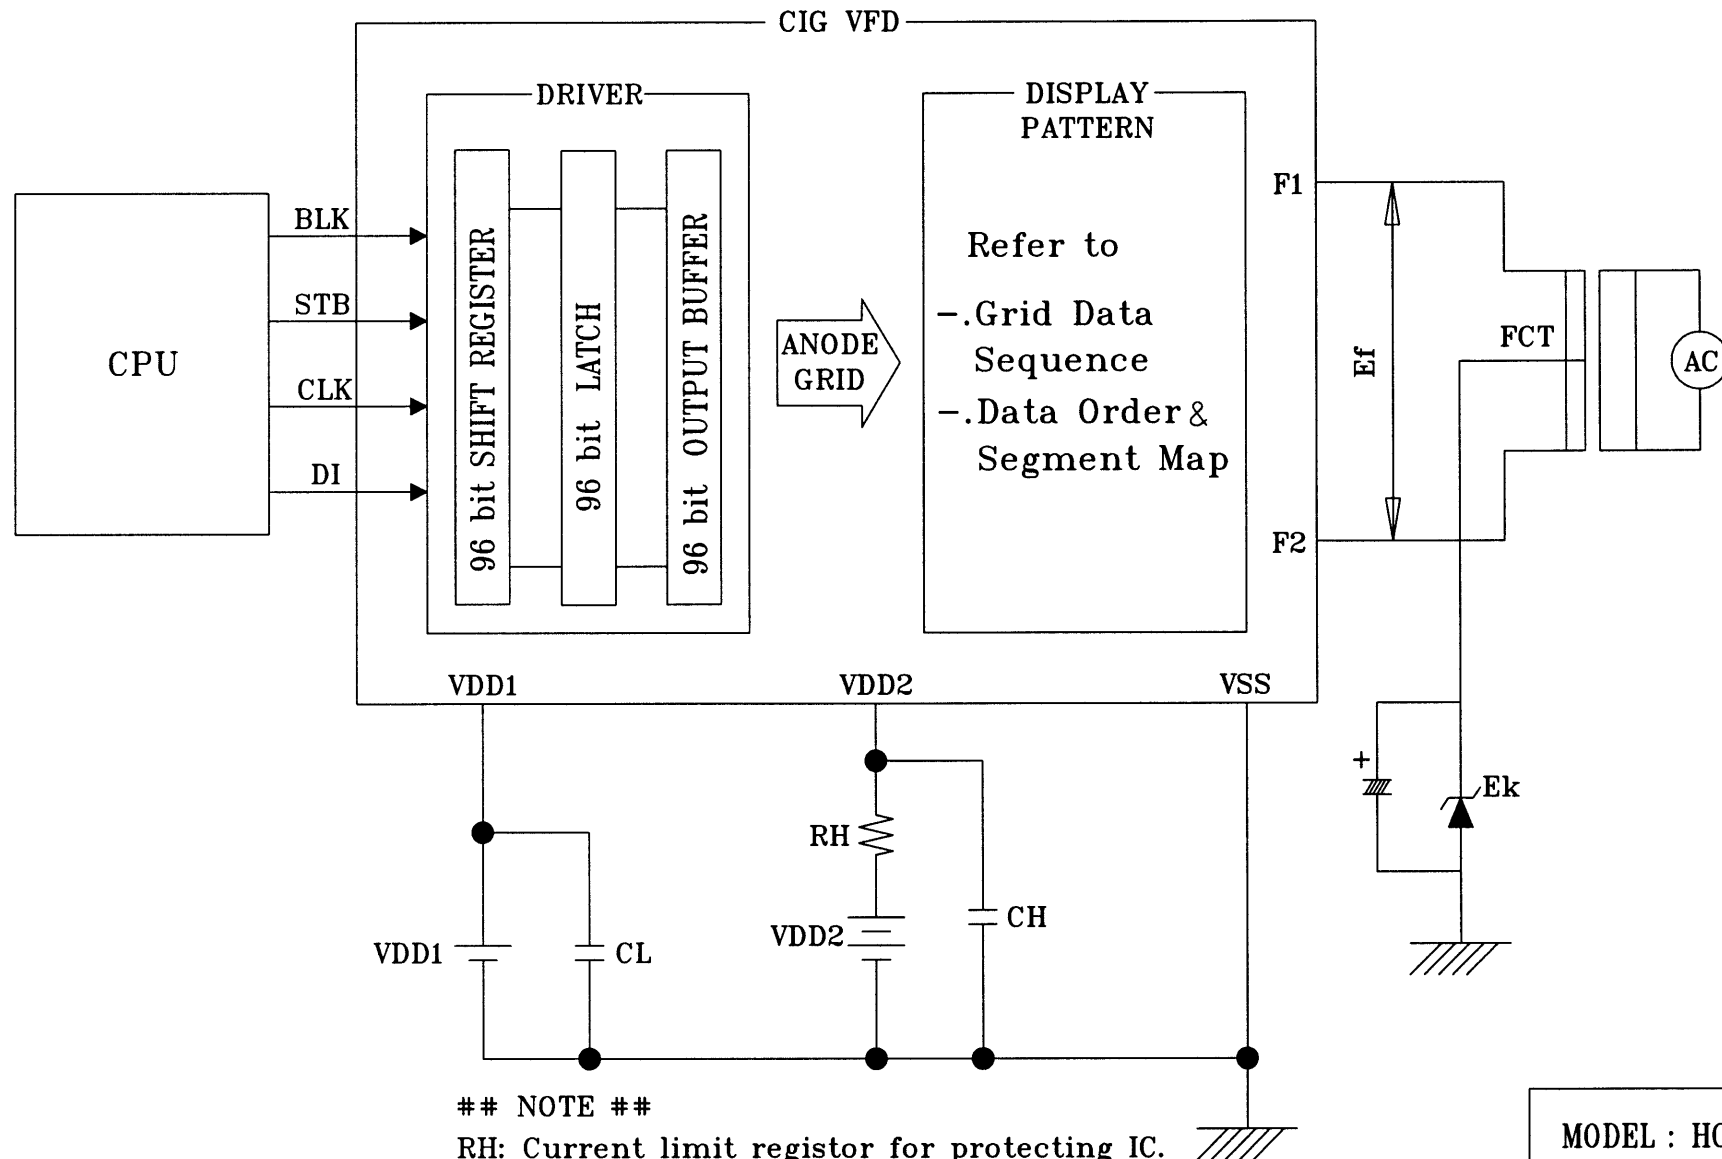 CIG VFD
DRIVER
DISPLAY
PATTERN
CPU
BLK
STB
CLK
DI
96 bit SHIFT REGISTER
96 bit LATCH
96 bit OUTPUT BUFFER
ANODE
GRID
Refer to
-.Grid Data
Sequence
-.Data Order &
Segment Map
F1
F2
Ef
FCT
AC
VDD1
VDD2
VSS
+
Ek
RH
VDD1
CL
VDD2
CH
## NOTE ##
RH: Current limit registor for protecting IC.
MODEL :